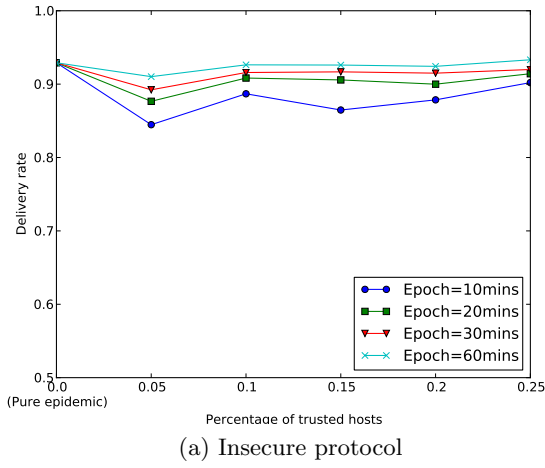 1.0
0.9
0.8
0.7
0.6
0.5
Delivery rate
Epoch=10mins
Epoch=20mins
Epoch=30mins
Epoch=60mins
0.0 0.05 0.1 0.15 0.2 0.25
(Pure epidemic)
Percentage of trusted hosts
(a) Insecure protocol